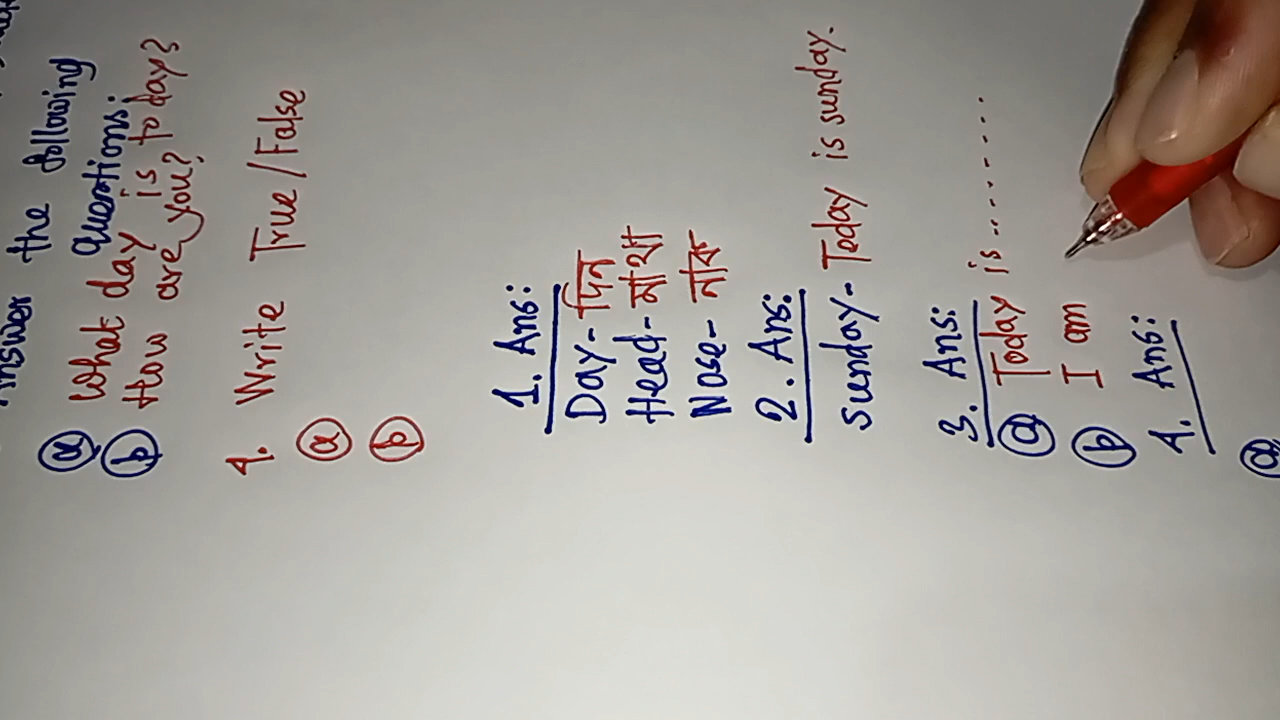 Answer the following
questions:
ⓐ What day is today?
ⓑ How are you?
4. Write True/False
ⓐ
ⓑ
1. Ans:
Day- দিন
Head- মাথা
Nose- নাক
2. Ans:
sunday- Today is sunday.
3. Ans:
ⓐ Today is.........
ⓑ I am
4. Ans:
ⓐ